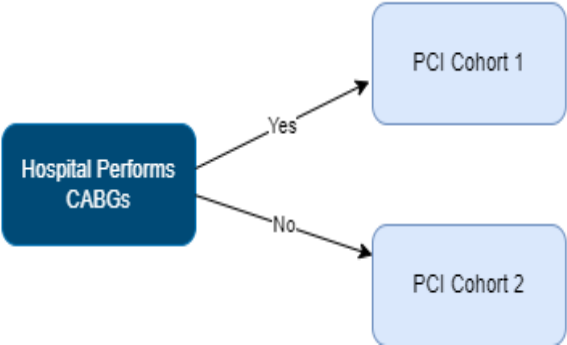 PCI Cohort 1
Yes
Hospital Performs
CABGs
No
PCI Cohort 2